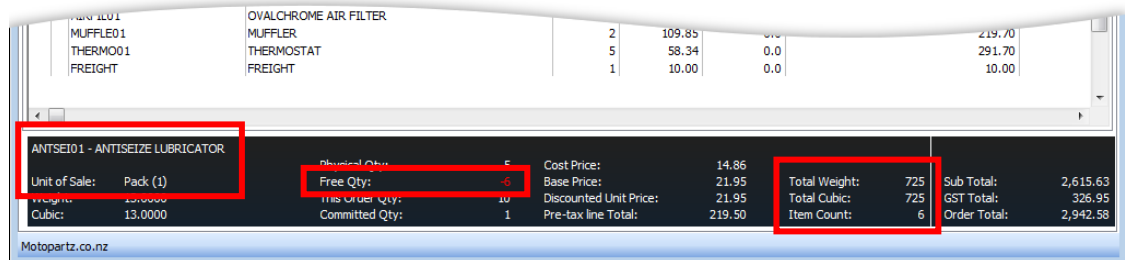 AIRFIL01 OVALCHROME AIR FILTER
MUFFLE01 MUFFLER 2 109.85 0.0 219.70
THERMO01 THERMOSTAT 5 58.34 0.0 291.70
FREIGHT FREIGHT 1 10.00 0.0 10.00
ANTSEI01 - ANTISEIZE LUBRICATOR
Physical Qty: 5 Cost Price: 14.86
Unit of Sale: Pack (1) Free Qty: -6 Base Price: 21.95 Total Weight: 725 Sub Total: 2,615.63
Weight: 13.0000 This Order Qty: 10 Discounted Unit Price: 21.95 Total Cubic: 725 GST Total: 326.95
Cubic: 13.0000 Committed Qty: 1 Pre-tax line Total: 219.50 Item Count: 6 Order Total: 2,942.58
Motopartz.co.nz